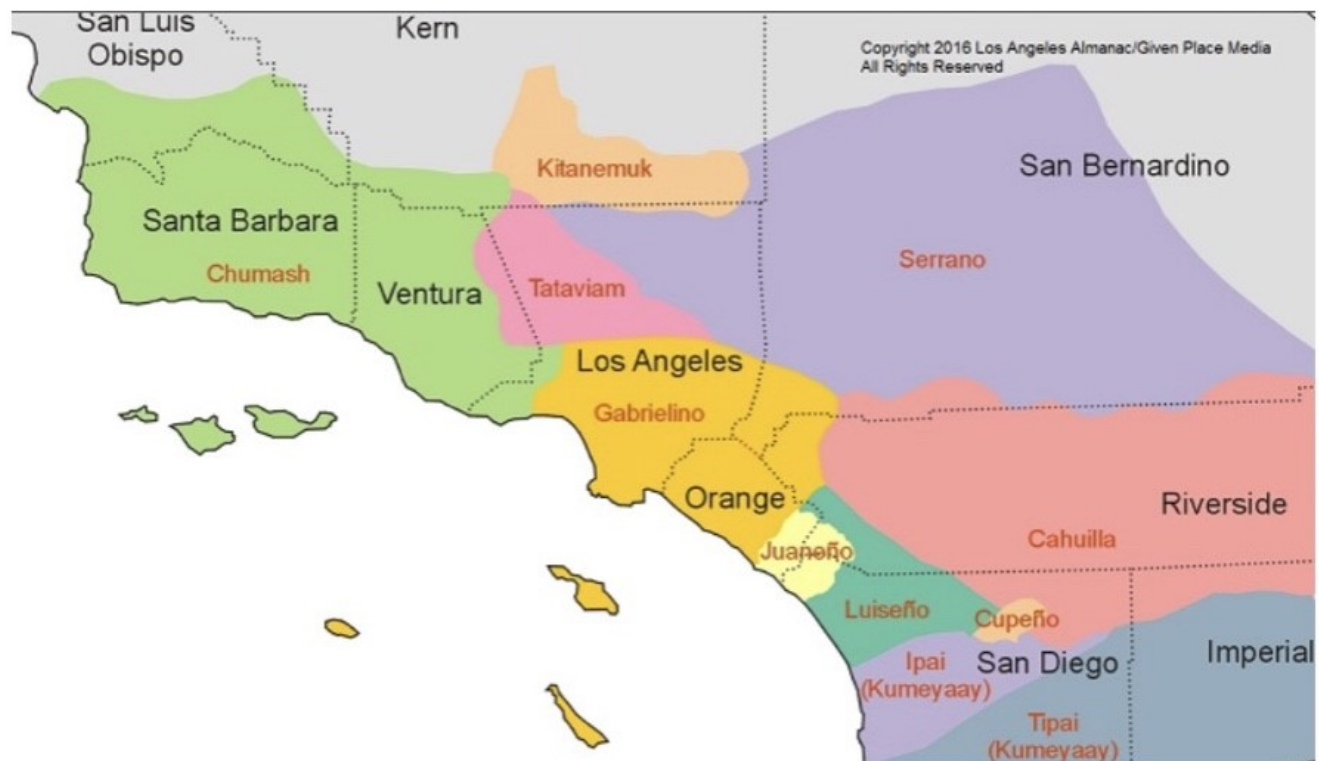 San Luis
Obispo
Kern
Copyright 2016 Los Angeles Almanac/Given Place Media
All Rights Reserved
Kitanemuk
San Bernardino
Santa Barbara
Chumash
Serrano
Ventura
Tataviam
Los Angeles
Gabrielino
Orange
Riverside
Juaneño
Cahuilla
Luiseño
Cupeño
Ipai
(Kumeyaay)
San Diego
Imperial
Tipai
(Kumeyaay)